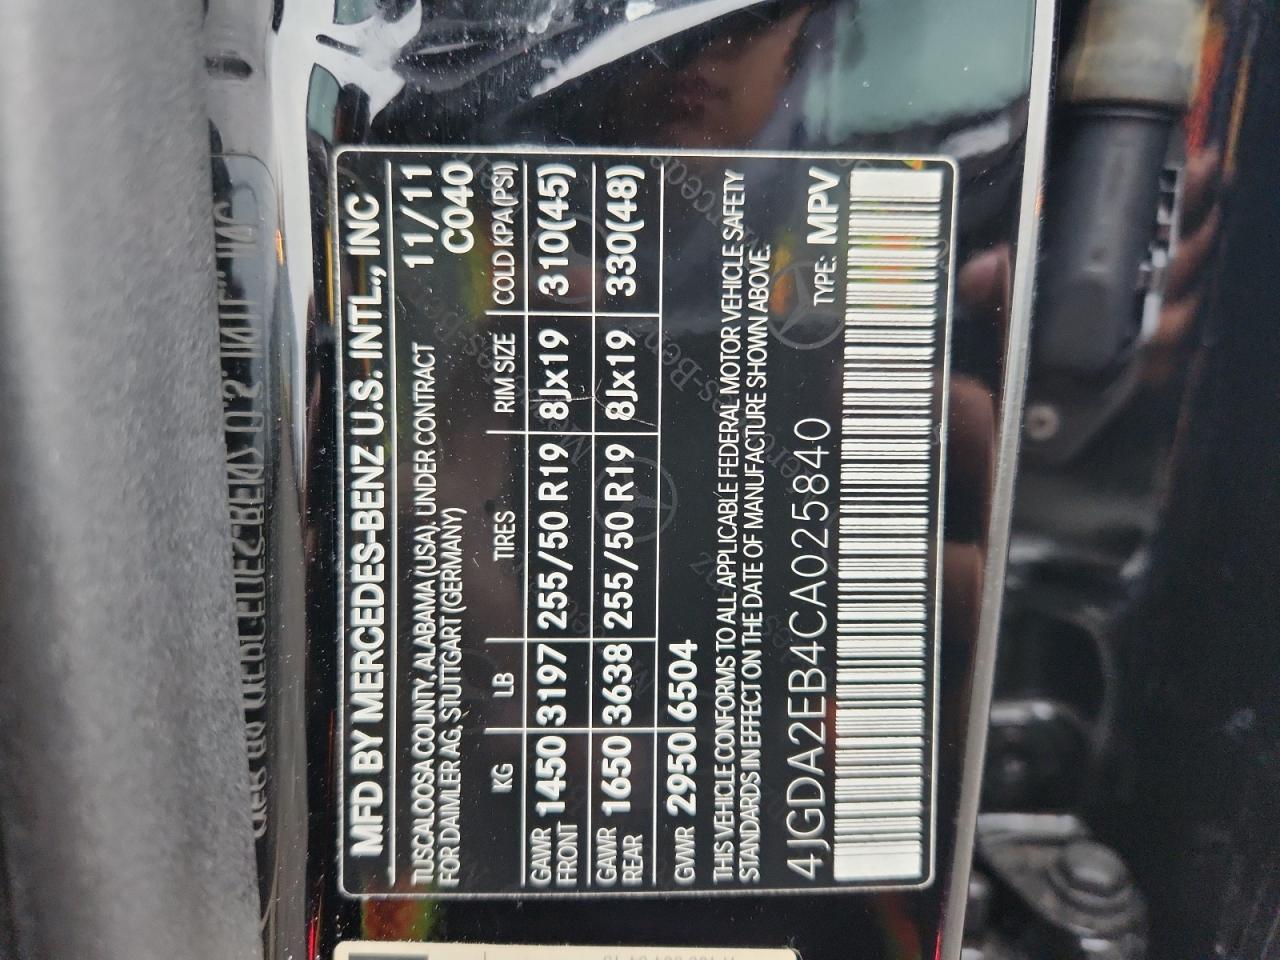 MFD BY MERCEDES-BENZ U.S. INTL., INC
TUSCALOOSA COUNTY, ALABAMA (USA). UNDER CONTRACT 11/11
FOR DAIMLER AG, STUTTGART (GERMANY) C040
KG LB TIRES RIM SIZE COLD KPA(PSI)
GAWR FRONT 1450 3197 255/50 R19 8Jx19 310(45)
GAWR REAR 1650 3638 255/50 R19 8Jx19 330(48)
GVWR 2950 6504
THIS VEHICLE CONFORMS TO ALL APPLICABLE FEDERAL MOTOR VEHICLE SAFETY
STANDARDS IN EFFECT ON THE DATE OF MANUFACTURE SHOWN ABOVE.
4JGDA2EB4CA025840 TYPE: MPV